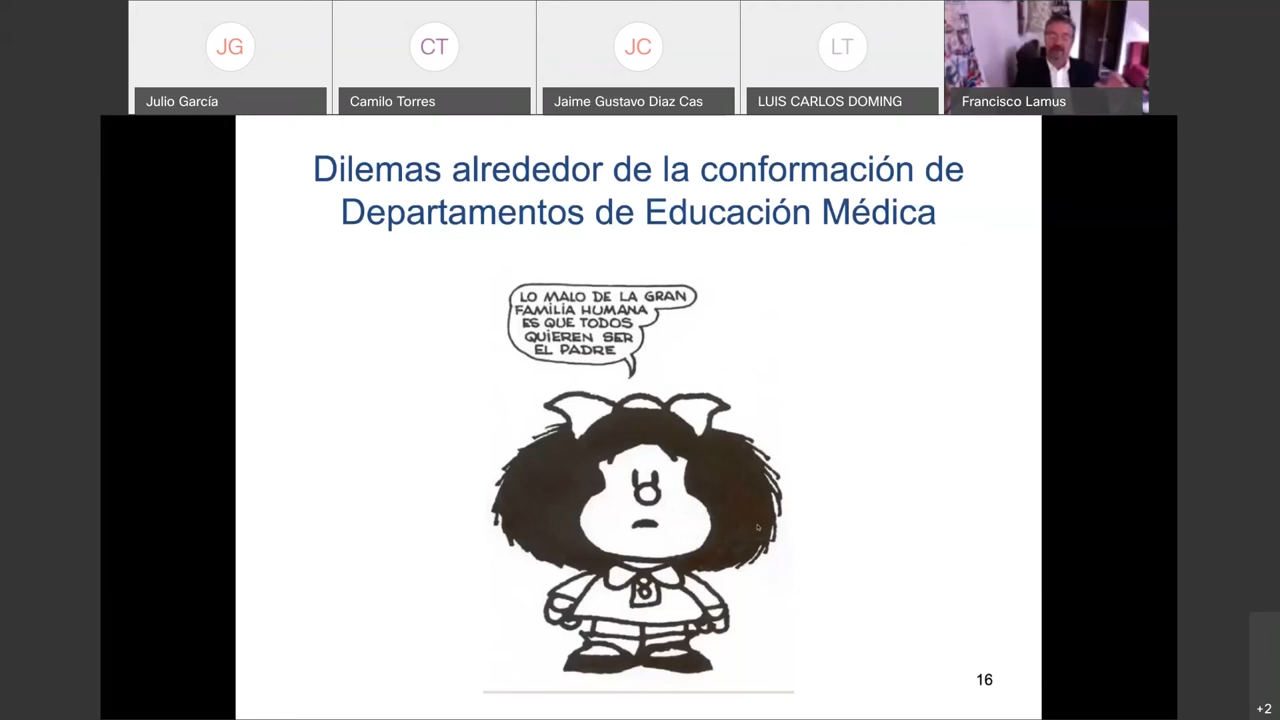 JG
CT
JC
LT
Julio García
Camilo Torres
Jaime Gustavo Diaz Cas
LUIS CARLOS DOMING
Francisco Lamus
Dilemas alrededor de la conformación de
Departamentos de Educación Médica
LO MALO DE LA GRAN
FAMILIA HUMANA
ES QUE TODOS
QUIEREN SER
EL PADRE
16
+2